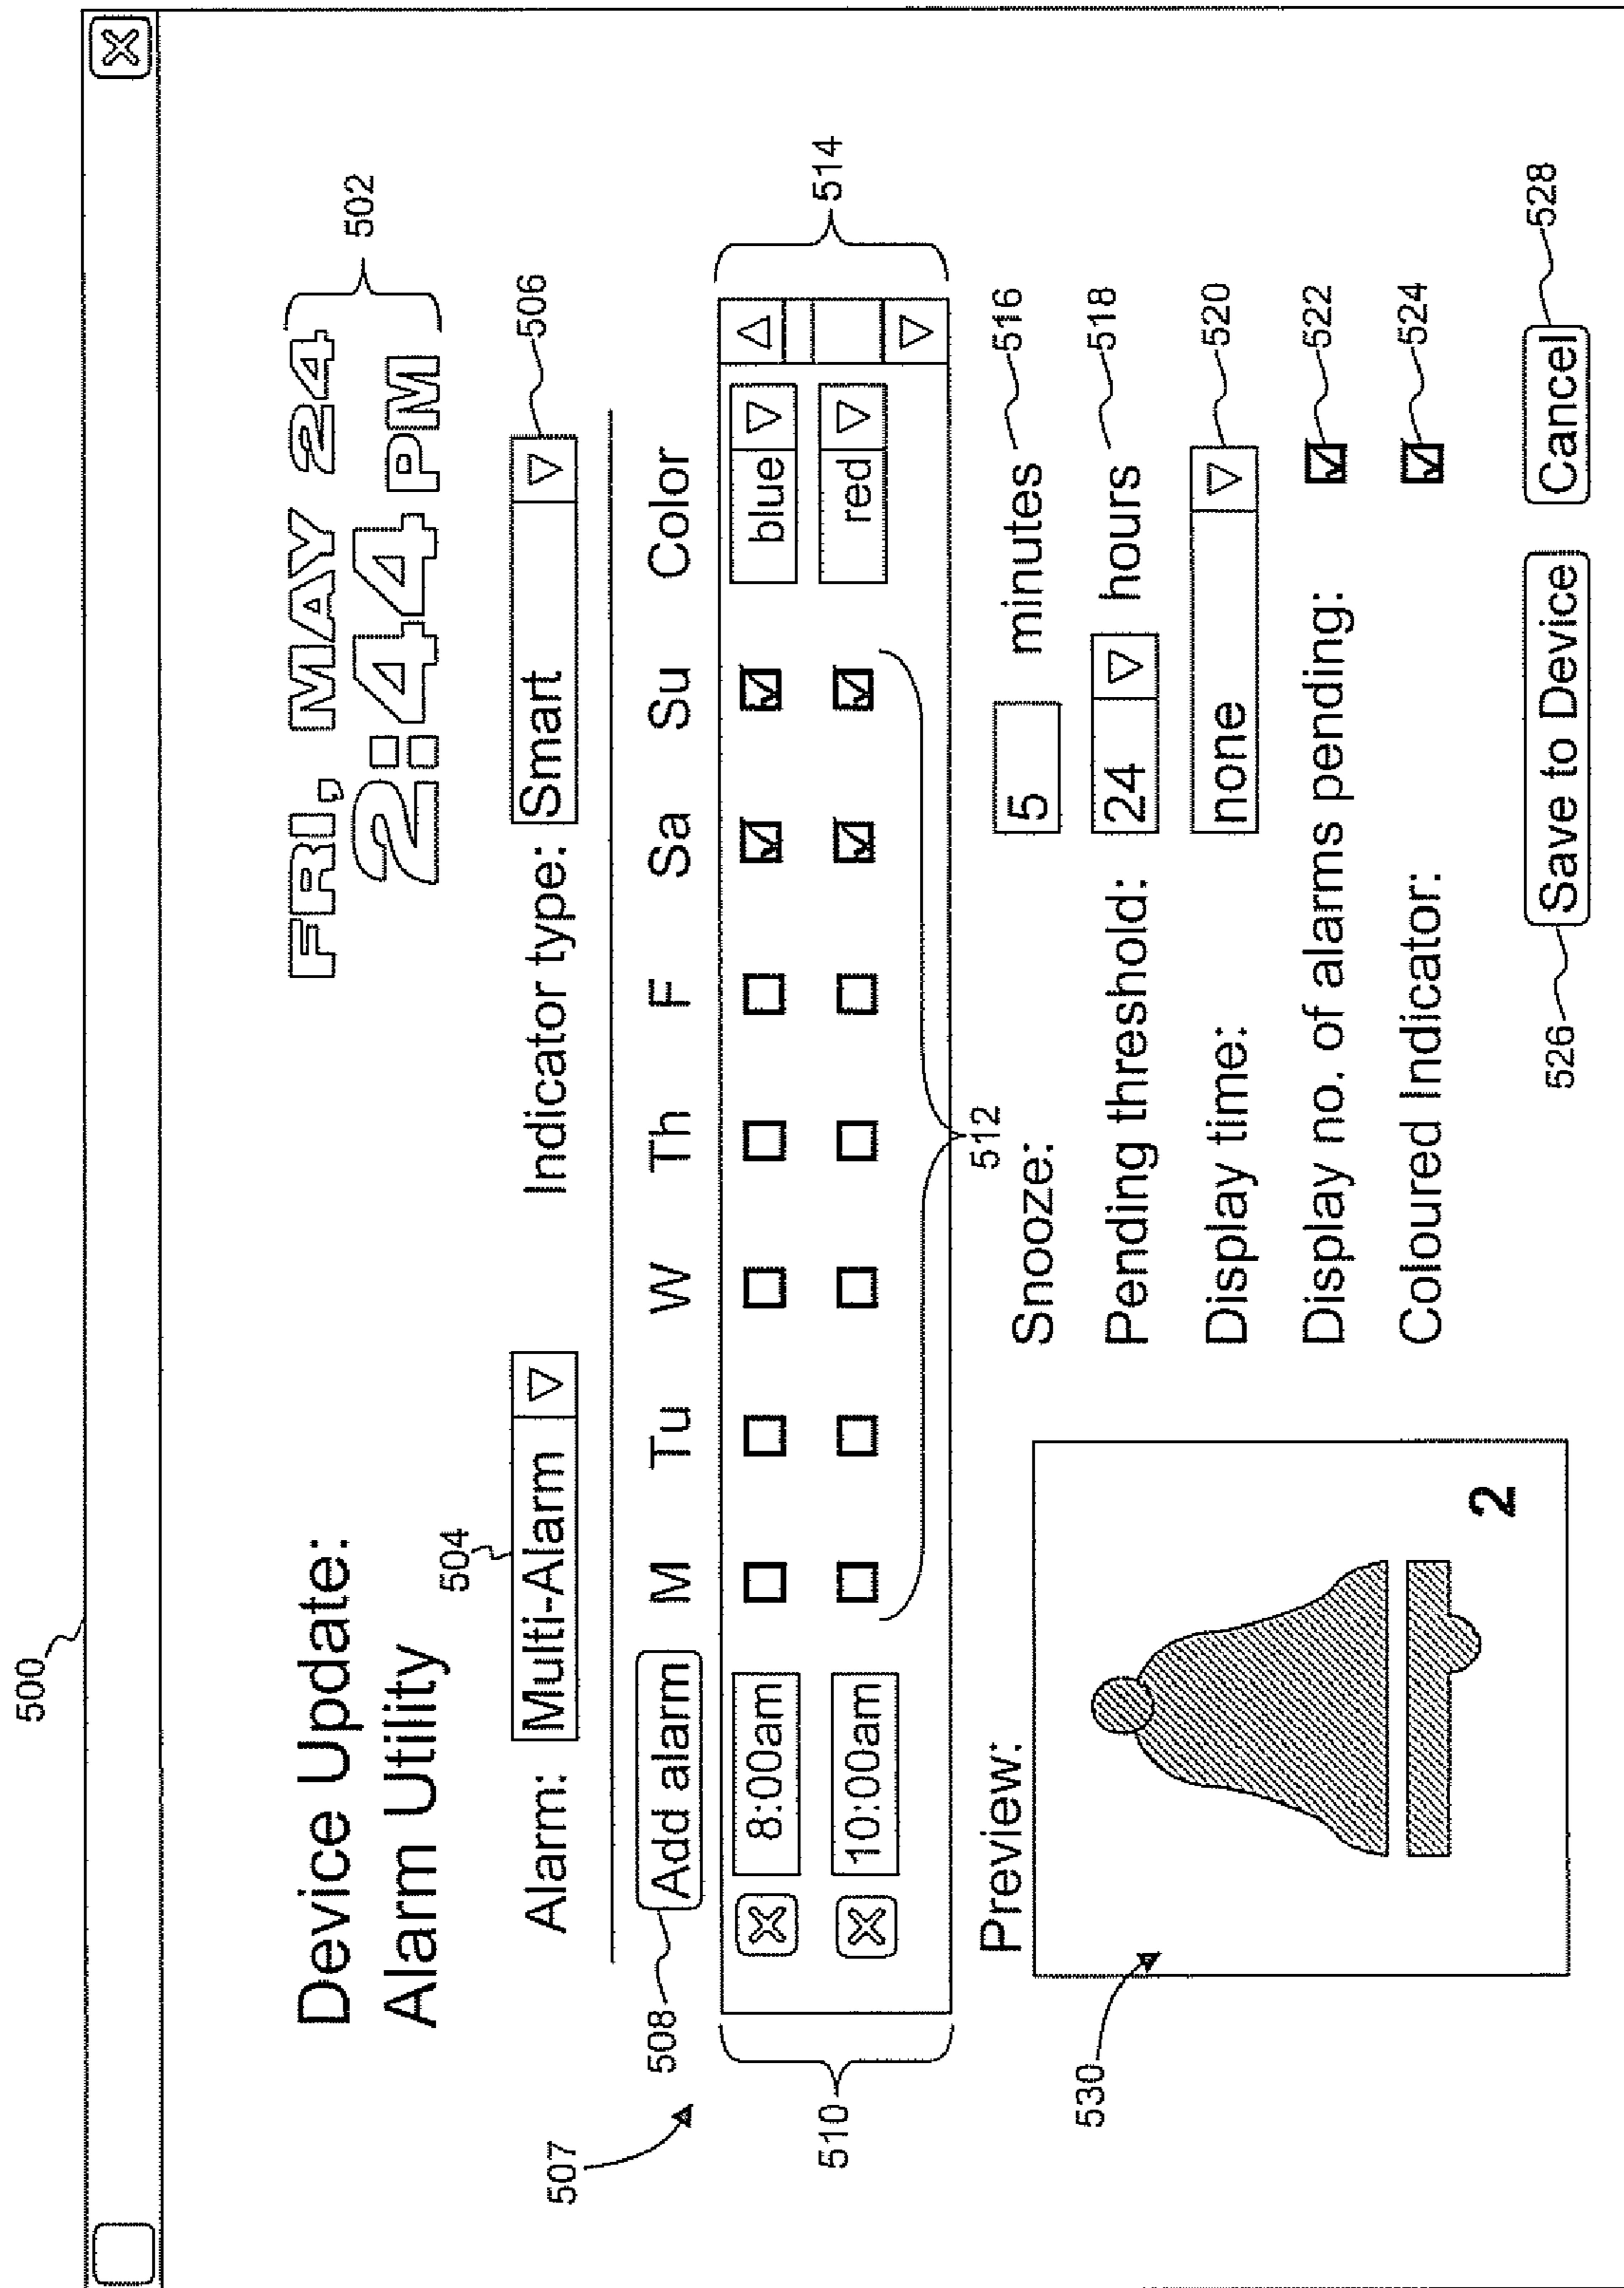 500
Device Update:
Alarm Utility
FRI, MAY 24
2:44 PM
502
504
506
Alarm: Multi-Alarm Indicator type: Smart
507
508
Add alarm M Tu W Th F Sa Su Color
8:00am blue
10:00am red
510
512
514
Preview:
2
530
Snooze: 5 minutes 516
Pending threshold: 24 hours 518
Display time: none 520
Display no. of alarms pending: 522
Coloured Indicator: 524
526 Save to Device Cancel 528